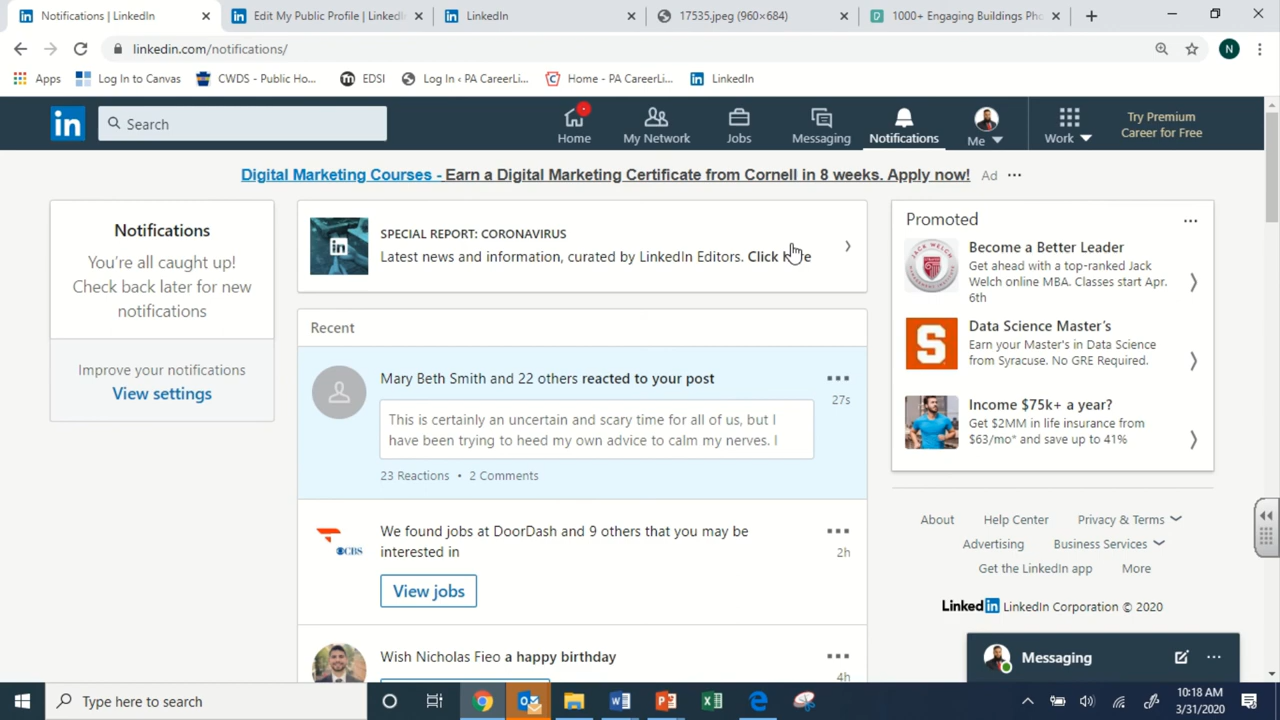 Notifications | LinkedIn
Edit My Public Profile | LinkedIn
LinkedIn
17535.jpeg (960×684)
1000+ Engaging Buildings Pho
linkedin.com/notifications/
N
Apps
Log In to Canvas
CWDS - Public Ho...
EDSI
Log In ‹ PA CareerLi...
Home - PA CareerLi...
LinkedIn
in
Search
Home
My Network
Jobs
Messaging
Notifications
Me
Work
Try Premium
Career for Free
Digital Marketing Courses - Earn a Digital Marketing Certificate from Cornell in 8 weeks. Apply now! Ad
Notifications
You're all caught up!
Check back later for new
notifications
Improve your notifications
View settings
in
SPECIAL REPORT: CORONAVIRUS
Latest news and information, curated by LinkedIn Editors. Click here
Recent
Mary Beth Smith and 22 others reacted to your post
27s
This is certainly an uncertain and scary time for all of us, but I
have been trying to heed my own advice to calm my nerves. I
23 Reactions • 2 Comments
CBS
We found jobs at DoorDash and 9 others that you may be
interested in
2h
View jobs
Wish Nicholas Fieo a happy birthday
4h
Promoted
JACK WELCH
Become a Better Leader
Get ahead with a top-ranked Jack
Welch online MBA. Classes start Apr.
6th
S
Data Science Master's
Earn your Master's in Data Science
from Syracuse. No GRE Required.
Income $75k+ a year?
Get $2MM in life insurance from
$63/mo* and save up to 41%
About
Help Center
Privacy & Terms
Advertising
Business Services
Get the LinkedIn app
More
Linked in LinkedIn Corporation © 2020
Messaging
Type here to search
10:18 AM
3/31/2020